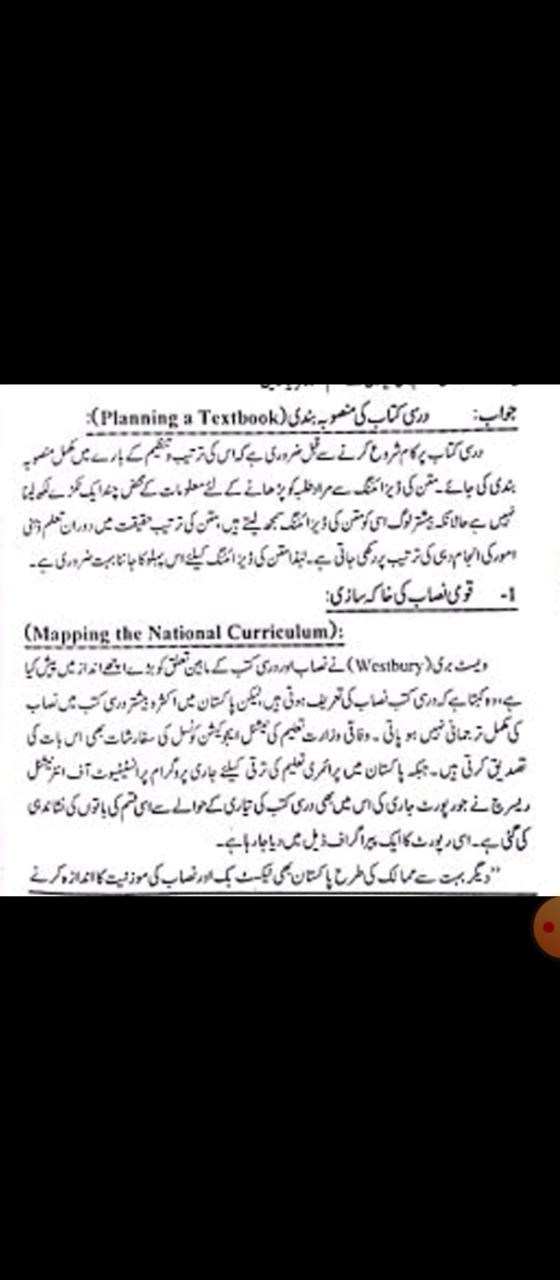 جواب: درسی کتاب کی منصوبہ بندی (Planning a Textbook):
درسی کتاب پر کام شروع کرنے سے قبل ضروری ہے کہ اس کی ترتیب و تنظیم کے بارے میں مکمل منصوبہ
بندی کی جائے۔ متن کی ڈیزائننگ سے مراد طلبہ کو پڑھانے کے لئے معلومات کے محض چند ایک ٹکڑے لکھ لینا
نہیں ہے حالانکہ بیشتر لوگ اسی کو متن کی ڈیزائننگ سمجھ لیتے ہیں، متن کی ترتیب حقیقت میں دوران تعلم ذہنی
امور کی انجام دہی کی ترتیب پر رکھی جاتی ہے۔ لہٰذا متن کی ڈیزائننگ کیلئے اس پہلو کا جاننا بہت ضروری ہے۔
1- قومی نصاب کی خاکہ سازی:
(Mapping the National Curriculum):
ویسٹ بری (Westbury) نے نصاب اور درسی کتب کے مابین تعلق کو بڑے اچھے انداز میں پیش کیا
ہے، وہ کہتا ہے کہ درسی کتب نصاب کی تعریف ہوتی ہیں لیکن پاکستان میں اکثر و بیشتر درسی کتب میں نصاب
کی مکمل ترجمانی نہیں ہو پاتی۔ وفاقی وزارت تعلیم کی نیشنل ایجوکیشن کونسل کی سفارشات بھی اس بات کی
تصدیق کرتی ہیں۔ جبکہ پاکستان میں پرائمری تعلیم کی ترقی کیلئے جاری پروگرام پر انسٹیٹیوٹ آف انٹرنیشنل
ریسرچ نے جو رپورٹ جاری کی اس میں بھی درسی کتب کی تیاری کے حوالے سے اسی قسم کی باتوں کی نشاندہی
کی گئی ہے۔ اسی رپورٹ کا ایک پیراگراف ذیل میں دیا جا رہا ہے۔
"دیگر بہت سے ممالک کی طرح پاکستان بھی ٹیکسٹ بک اور نصاب کی موزنیت کا اندازہ کرنے